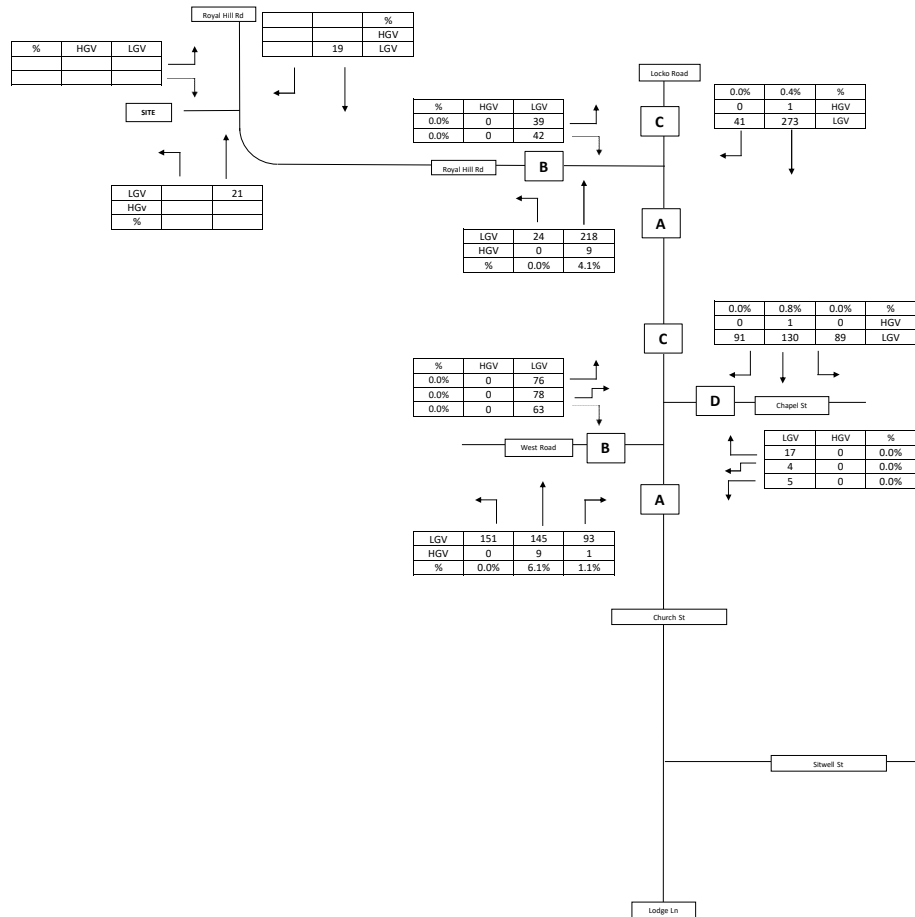 Royal Hill Rd
%
HGV
19 LGV
% HGV LGV
Locko Road
SITE
% HGV LGV
0.0% 0 39
0.0% 0 42
C
0.0% 0.4% %
0 1 HGV
41 273 LGV
Royal Hill Rd
B
LGV 21
HGv
%
A
LGV 24 218
HGV 0 9
% 0.0% 4.1%
C
0.0% 0.8% 0.0% %
0 1 0 HGV
91 130 89 LGV
% HGV LGV
0.0% 0 76
0.0% 0 78
0.0% 0 63
D
Chapel St
West Road
B
LGV HGV %
17 0 0.0%
4 0 0.0%
5 0 0.0%
A
LGV 151 145 93
HGV 0 9 1
% 0.0% 6.1% 1.1%
Church St
Sitwell St
Lodge Ln